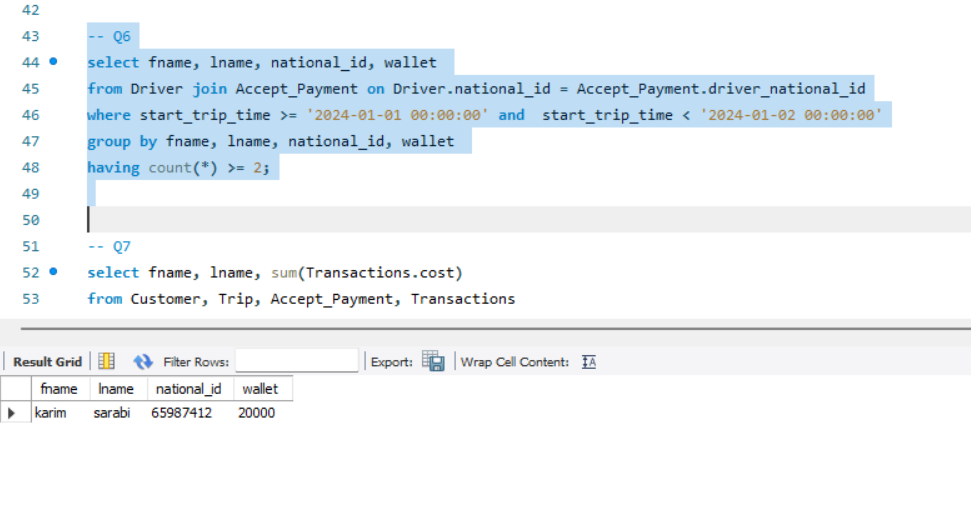 42
43 -- Q6
44 select fname, lname, national_id, wallet
45 from Driver join Accept_Payment on Driver.national_id = Accept_Payment.driver_national_id
46 where start_trip_time >= '2024-01-01 00:00:00' and  start_trip_time < '2024-01-02 00:00:00'
47 group by fname, lname, national_id, wallet
48 having count(*) >= 2;
49
50
51 -- Q7
52 select fname, lname, sum(Transactions.cost)
53 from Customer, Trip, Accept_Payment, Transactions
Result Grid Filter Rows: Export: Wrap Cell Content: IA
fname lname national_id wallet
karim sarabi 65987412 20000